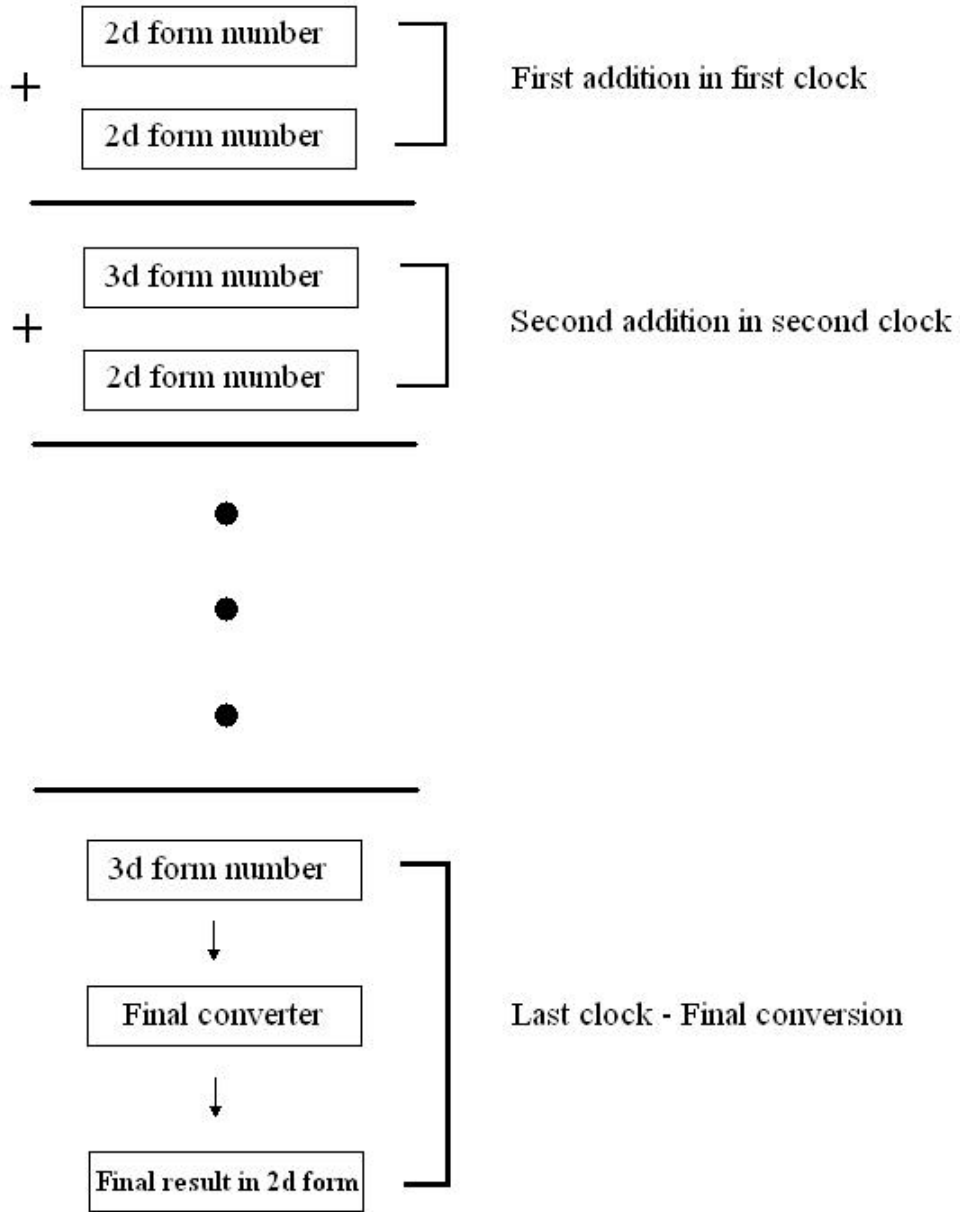 2d form number
+
First addition in first clock
2d form number
3d form number
+
Second addition in second clock
2d form number
3d form number
Final converter
Last clock - Final conversion
Final result in 2d form